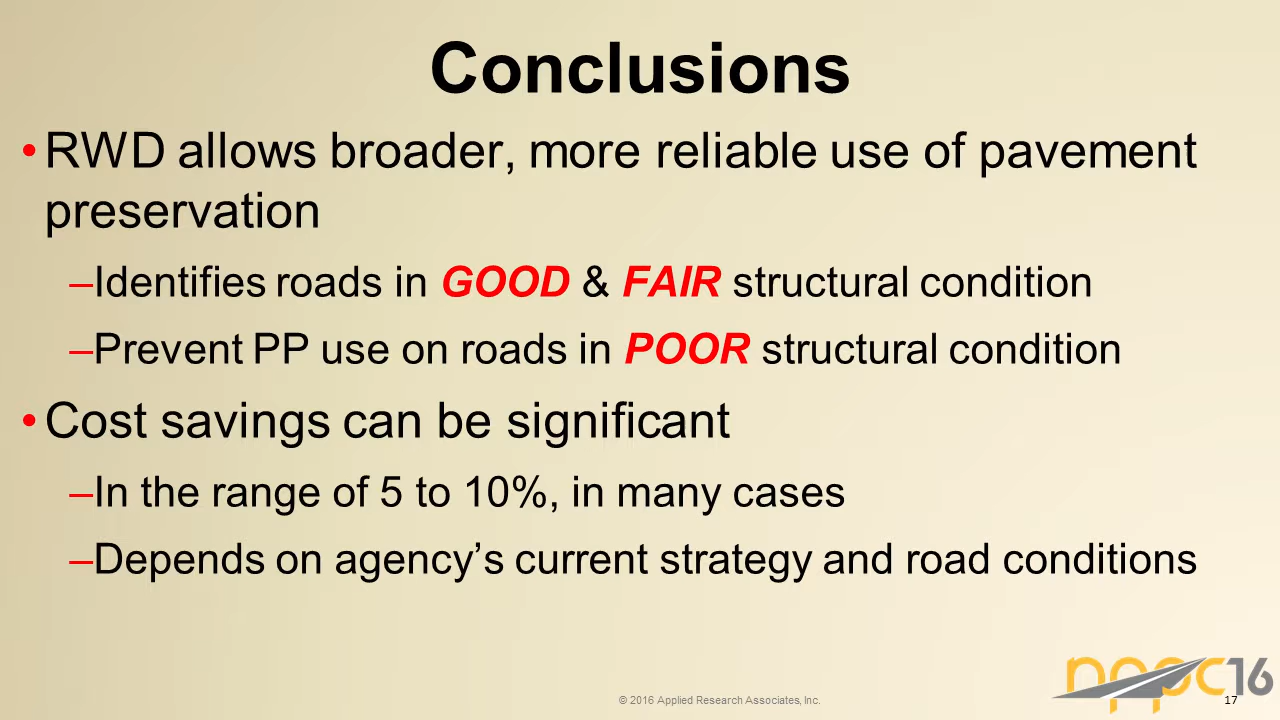 Conclusions
• RWD allows broader, more reliable use of pavement
preservation
–Identifies roads in GOOD & FAIR structural condition
–Prevent PP use on roads in POOR structural condition
• Cost savings can be significant
–In the range of 5 to 10%, in many cases
–Depends on agency’s current strategy and road conditions
nppc16
© 2016 Applied Research Associates, Inc.
17